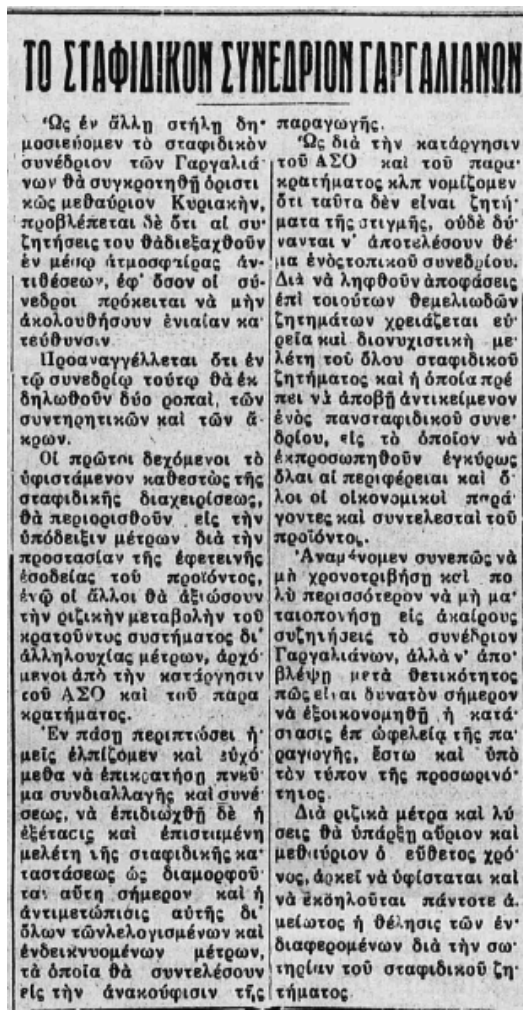 ΤΟ ΣΤΑΦΙΔΙΚΟΝ ΣΥΝΕΔΡΙΟΝ ΓΑΡΓΑΛΙΑΝΩΝ
Ὡς ἐν ἄλλῃ στήλῃ δη-
μοσιεύομεν τὸ σταφιδικὸν
συνέδριον τῶν Γαργαλιά-
νων θὰ συγκροτηθῇ ὁριστι
κῶς μεθαύριον Κυριακὴν,
προβλέπεται δὲ ὅτι αἱ συ-
ζητήσεις του θὰδιεξαχθοῦν
ἐν μέσῳ ἀτμοσφαίρας ἀν-
τιθέσεων, ἐφ' ὅσον οἱ σύ-
νεδροι πρόκειται νὰ μὴν
ἀκολουθήσουν ἑνιαίαν κα-
τεύθυνσιν.
Προαναγγέλλεται ὅτι ἐν
τῷ συνεδρίῳ τούτῳ θὰ ἐκ
δηλωθοῦν δύο ροπαὶ, τῶν
συντηρητικῶν καὶ τῶν ἄ-
κρων.
Οἱ πρῶτοι δεχόμενοι τὸ
ὑφιστάμενον καθεστὼς τῆς
σταφιδικῆς διαχειρίσεως,
θὰ περιορισθοῦν εἰς τὴν
ὑπόδειξιν μέτρων διὰ τὴν
προστασίαν τῆς ἐφετεινῆς
ἐσοδείας τοῦ προϊόντος,
ἐνῷ οἱ ἄλλοι θὰ ἀξιώσουν
τὴν ριζικὴν μεταβολὴν τοῦ
κρατοῦντος συστήματος δι'
ἀλληλουχίας μέτρων, ἀρχό-
μενοι ἀπὸ τὴν κατάργησιν
τοῦ ΑΣΟ καὶ τοῦ παρα
κρατήματος.
Ἐν πάσῃ περιπτώσει ἡ-
μεῖς ἐλπίζομεν καὶ εὐχό-
μεθα νὰ ἐπικρατήσῃ πνεῦ-
μα συνδιαλλαγῆς καὶ συνέ-
σεως, νὰ ἐπιδιωχθῇ δὲ ἡ
ἐξέτασις καὶ ἐπισταμένη
μελέτη τῆς σταφιδικῆς κα-
ταστάσεως ὡς διαμορφοῦ-
ται αὕτη σήμερον καὶ ἡ
ἀντιμετώπισις αὐτῆς δι'
ὅλων τῶνλελογισμένων καὶ
ἐνδεικνυομένων μέτρων,
τὰ ὁποῖα θὰ συντελέσουν
εἰς τὴν ἀνακούφισιν τῆς
παραγωγῆς.
Ὡς διὰ τὴν κατάργησιν
τοῦ ΑΣΟ καὶ τοῦ παρα-
κρατήματος κλπ νομίζομεν
ὅτι ταῦτα δὲν εἶναι ζητή-
ματα τῆς στιγμῆς, οὐδὲ δύ-
νανται ν' ἀποτελέσουν θέ-
μα ἑνὸςτοπικοῦ συνεδρίου.
Διὰ νὰ ληφθοῦν ἀποφάσεις
ἐπὶ τοιούτων θεμελιωδῶν
ζητημάτων χρειάζεται εὐ-
ρεῖα καὶ διονυχιστικὴ με-
λέτη τοῦ ὅλου σταφιδικοῦ
ζητήματος καὶ ἡ ὁποία πρέ
πει νὰ ἀποβῇ ἀντικείμενον
ἑνὸς πανσταφιδικοῦ συνε-
δρίου, εἰς τὸ ὁποῖον νὰ
ἐκπροσωπηθοῦν ἐγκύρως
ὅλαι αἱ περιφέρειαι καὶ ὅ-
λοι οἱ οἰκονομικοὶ παρά-
γοντες καὶ συντελεσταὶ τοῦ
προϊόντος.
Ἀναμένομεν συνεπῶς νὰ
μὴ χρονοτριβήσῃ καὶ πο-
λὺ περισσότερον νὰ μὴ μα-
ταιοπονήσῃ εἰς ἀκαίρους
συζητήσεις τὸ συνέδριον
Γαργαλιάνων, ἀλλὰ ν' ἀπο-
βλέψῃ μετὰ θετικότητος
πῶς εἶναι δυνατὸν σήμερον
νὰ ἐξοικονομηθῇ ἡ κατά-
στασις ἐπ ὠφελείᾳ τῆς πα-
ραγωγῆς, ἔστω καὶ ὑπὸ
τὸν τύπον τῆς προσωρινό-
τητος.
Διὰ ριζικὰ μέτρα καὶ λύ-
σεις θὰ ὑπάρξῃ αὔριον καὶ
μεθαύριον ὁ εὔθετος χρό-
νος, ἀρκεῖ νὰ ὑφίσταται καὶ
νὰ ἐκδηλοῦται πάντοτε ἀ-
μείωτος ἡ θέλησις τῶν ἐν-
διαφερομένων διὰ τὴν σω-
τηρίαν τοῦ σταφιδικοῦ ζη-
τήματος.